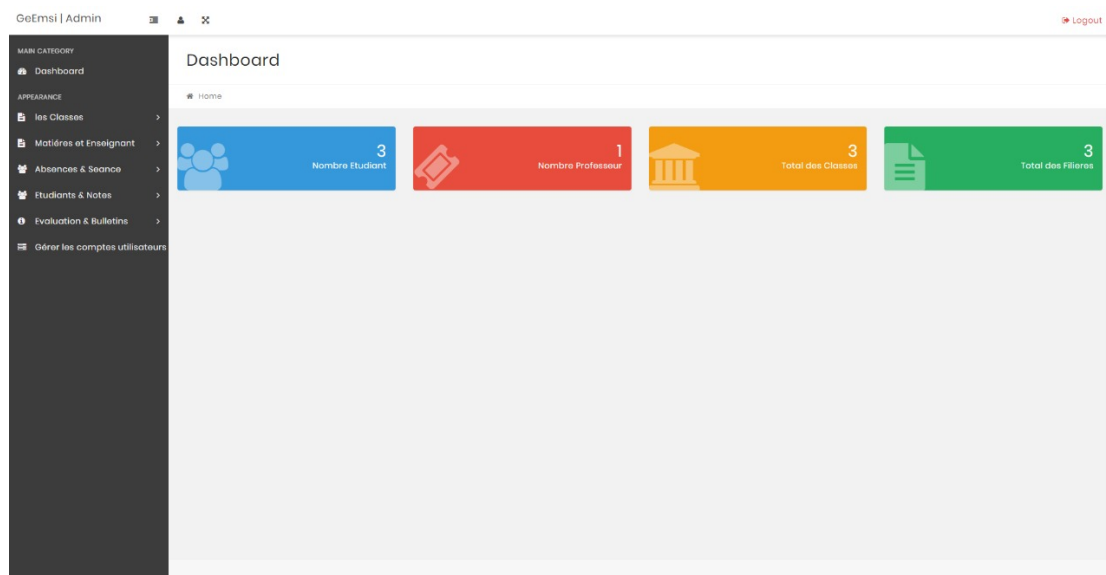 GeEmsi | Admin
Logout
MAIN CATEGORY
Dashboard
APPEARANCE
les Classes
Matiéres et Enseignant
Absences & Seance
Etudiants & Notes
Evaluation & Bulletins
Gérer les comptes utilisateurs
Dashboard
Home
3
Nombre Etudiant
1
Nombre Professeur
3
Total des Classes
3
Total des Filieres